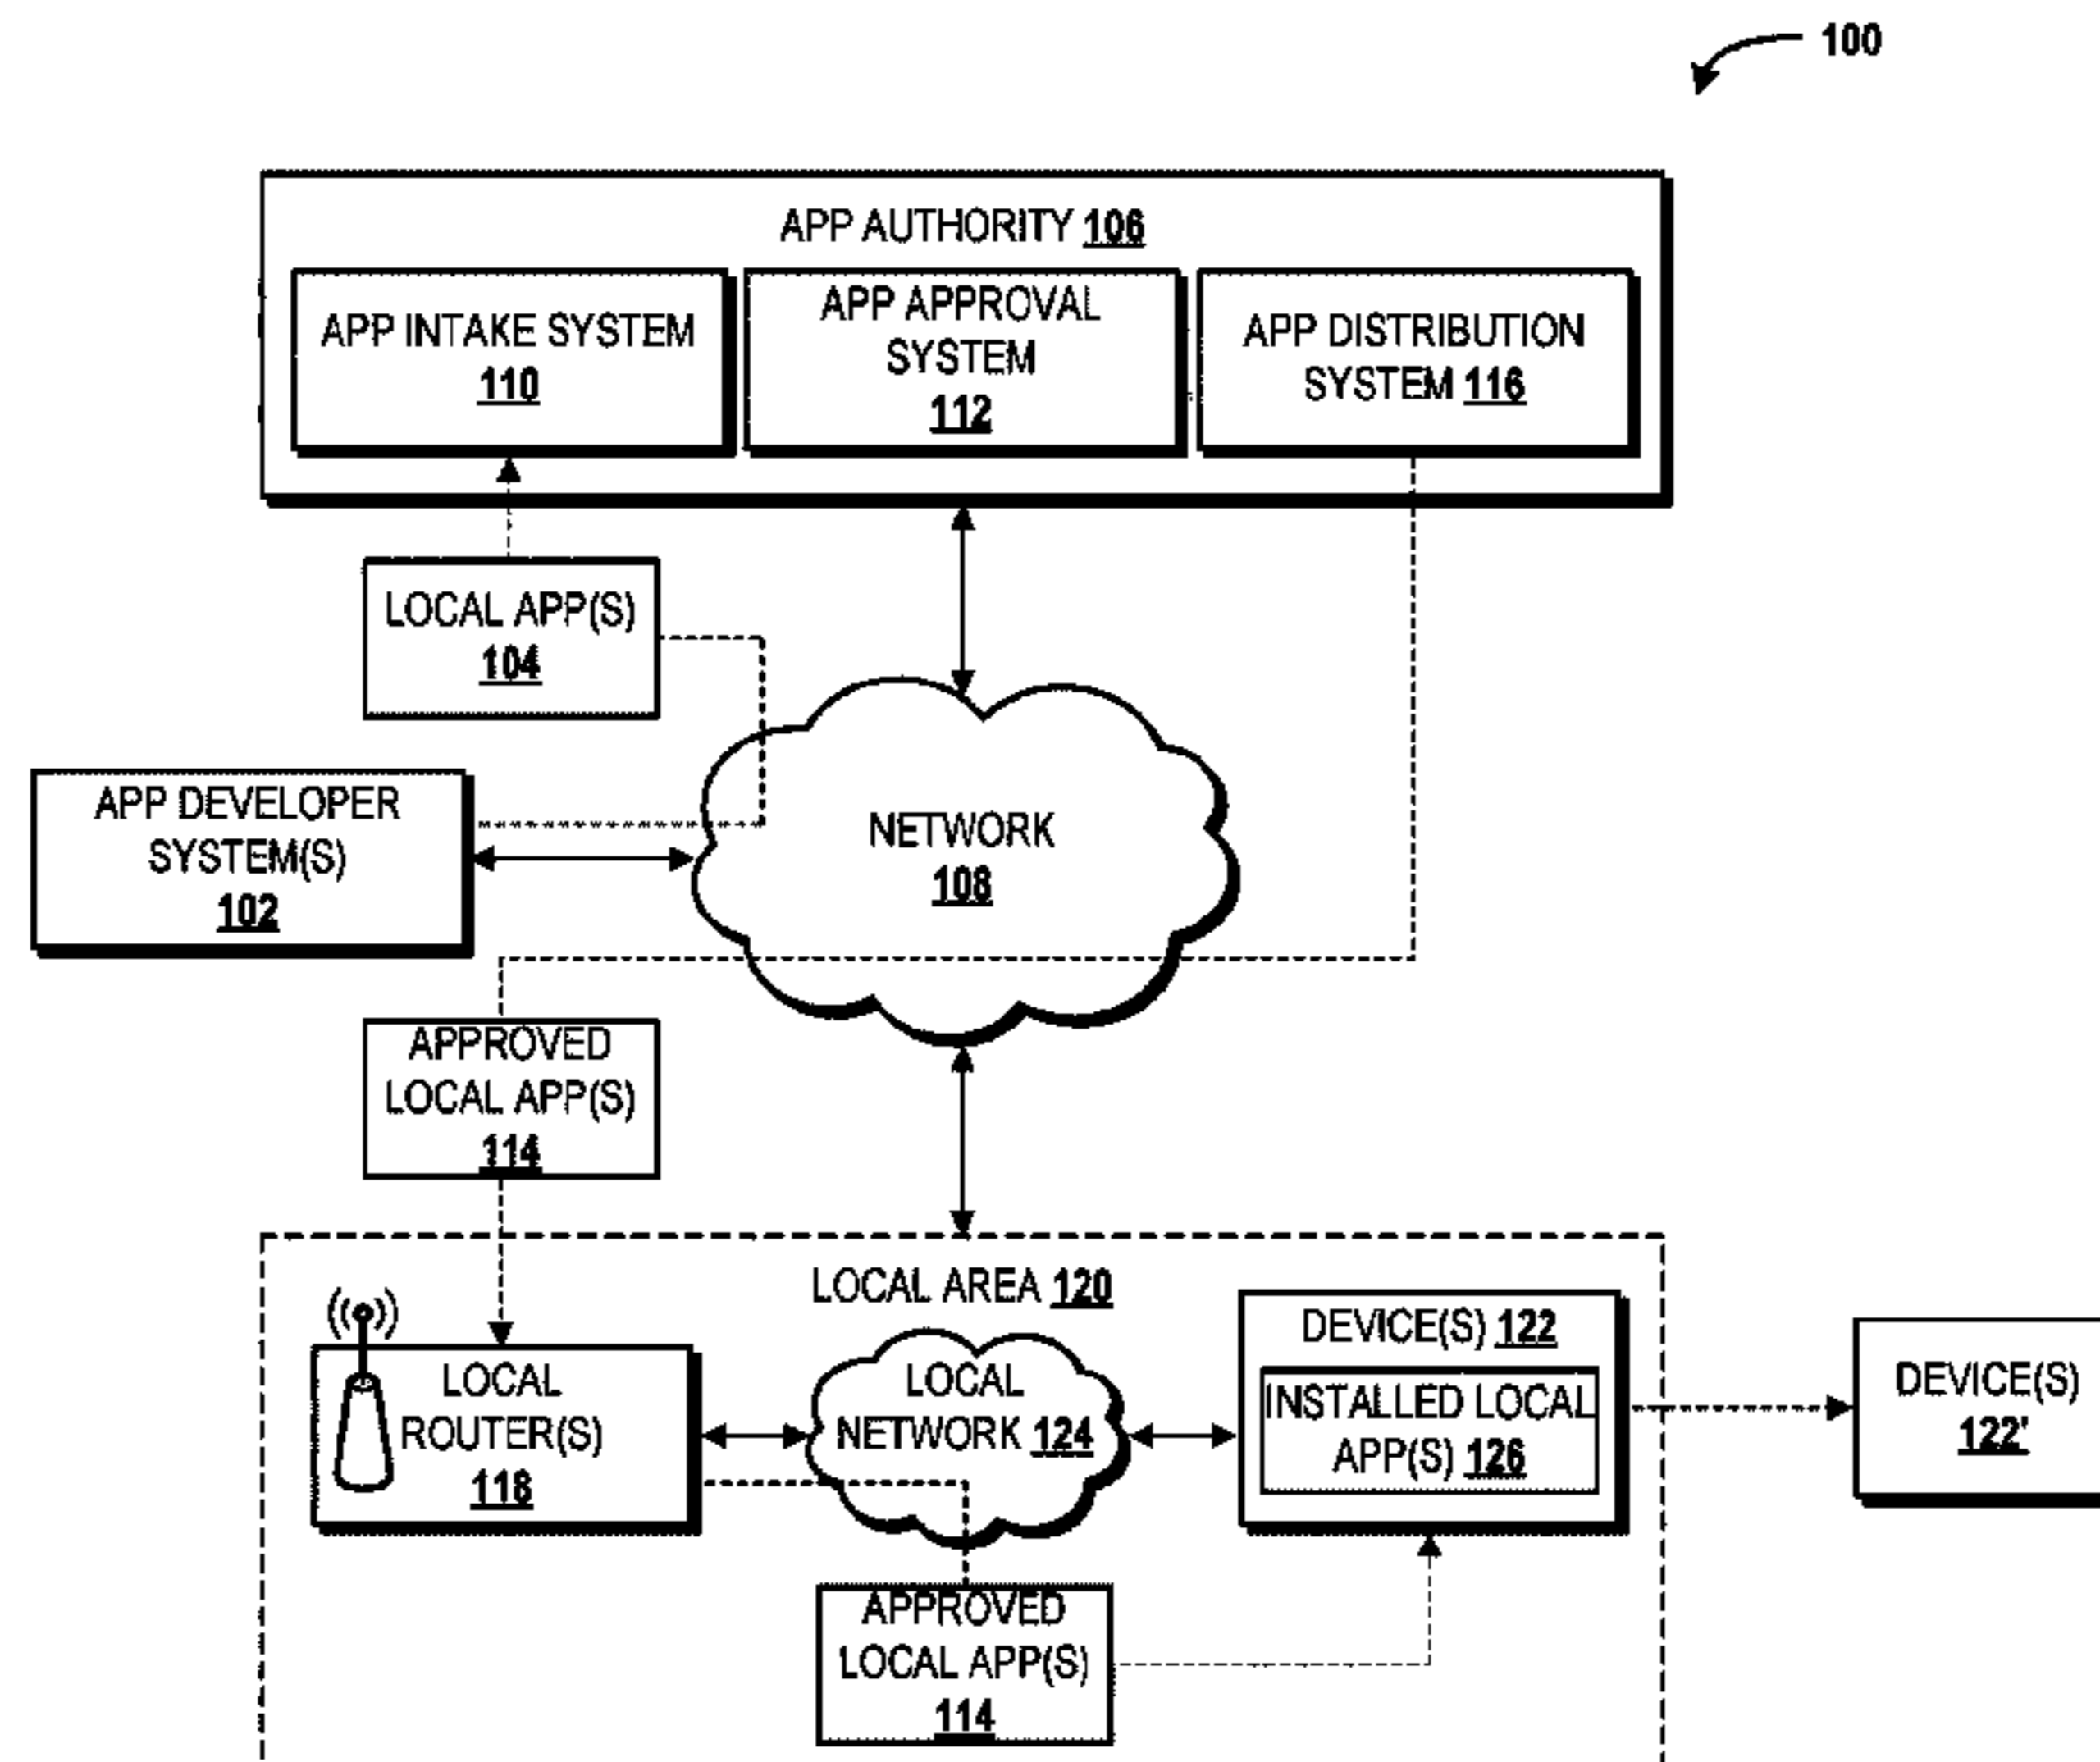 100
APP AUTHORITY 106
APP INTAKE SYSTEM
110
APP APPROVAL
SYSTEM
112
APP DISTRIBUTION
SYSTEM 116
LOCAL APP(S)
104
APP DEVELOPER
SYSTEM(S)
102
NETWORK
108
APPROVED
LOCAL APP(S)
114
LOCAL AREA 120
LOCAL
ROUTER(S)
118
LOCAL
NETWORK 124
DEVICE(S) 122
INSTALLED LOCAL
APP(S) 126
DEVICE(S)
122'
APPROVED
LOCAL APP(S)
114